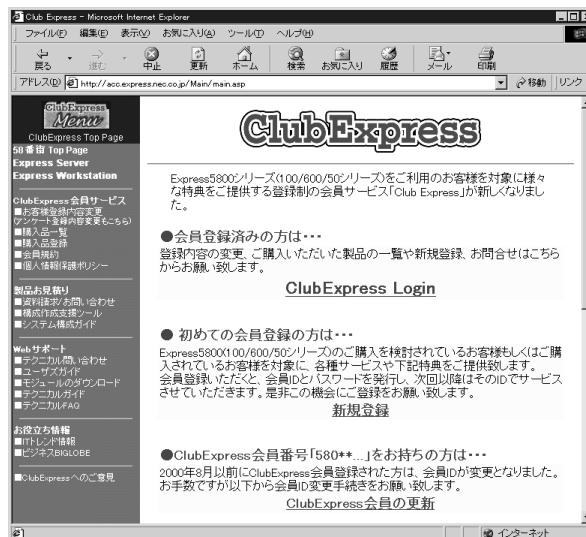 Club Express - Microsoft Internet Explorer
ファイル(F) 編集(E) 表示(V) お気に入り(A) ツール(T) ヘルプ(H)
戻る 進む 中止 更新 ホーム 検索 お気に入り 履歴 メール 印刷
アドレス(D) http://acc.express.nec.co.jp/Main/main.asp 移動 リンク
ClubExpress
Menu
ClubExpress Top Page
58番街 Top Page
Express Server
Express Workstation
ClubExpress会員サービス
■お客様登録内容変更
(アンケート登録内容変更もこちら)
■購入品一覧
■購入品登録
■会員規約
■個人情報保護ポリシー
製品お見積り
■資料請求/お問い合わせ
■構成作成支援ツール
■システム構成ガイド
Webサポート
■テクニカル問い合わせ
■ユーザズガイド
■モジュールのダウンロード
■テクニカルガイド
■テクニカルFAQ
お役立ち情報
■ITトレンド情報
■ビジネスBIGLOBE
■ClubExpressへのご意見
ClubExpress
Express5800シリーズ(100/600/50シリーズ)をご利用のお客様を対象に様々
な特典をご提供する登録制の会員サービス「Club Express」が新しくなりまし
た。
●会員登録済みの方は・・・
登録内容の変更、ご購入いただいた製品の一覧や新規登録、お問合せはこちら
からお願い致します。
ClubExpress Login
● 初めての会員登録の方は・・・
Express5800(100/600/50シリーズ)のご購入を検討されているお客様もしくはご購
入されているお客様を対象に、各種サービスや下記特典をご提供致します。
会員登録いただくと、会員IDとパスワードを発行し、次回以降はそのIDでサービス
させていただきます。是非この機会にご登録をお願い致します。
新規登録
●ClubExpress会員番号「580**...」をお持ちの方は・・・
2000年8月以前にClubExpress会員登録された方は、会員IDが変更となりました。
お手数ですが以下から会員ID変更手続きをお願い致します。
ClubExpress会員の更新
インターネット